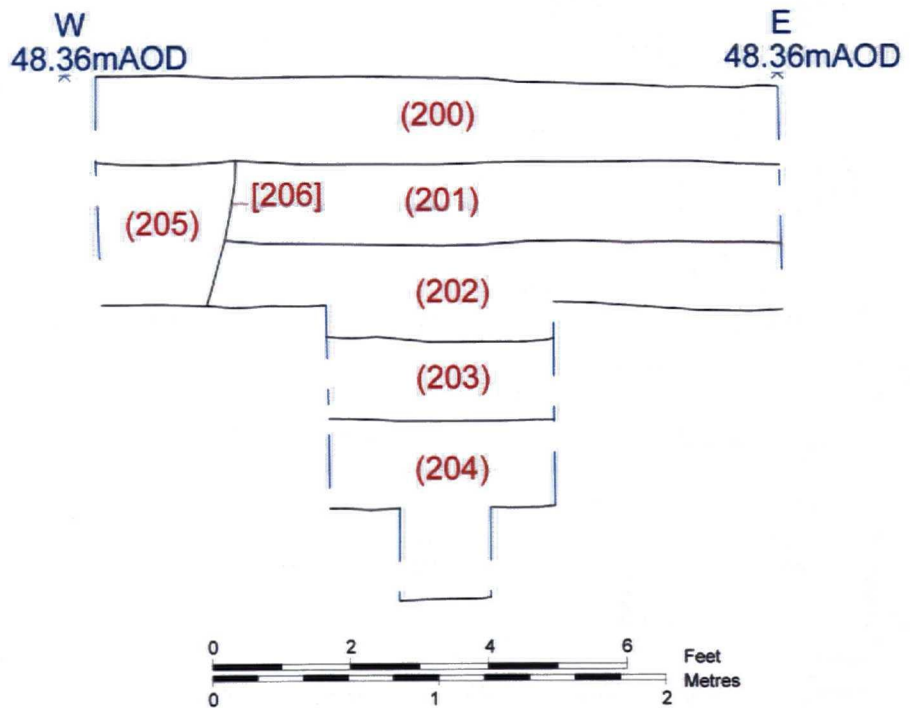 W
48.36mAOD
E
48.36mAOD
(200)
[206]
(201)
(205)
(202)
(203)
(204)
0 2 4 6 Feet
Metres
0 1 2